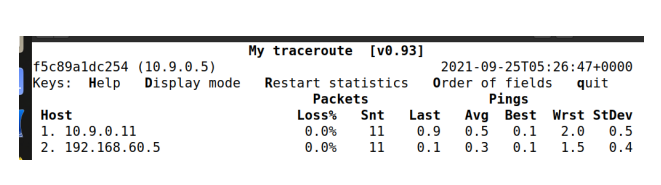 My traceroute  [v0.93]
f5c89a1dc254 (10.9.0.5) 2021-09-25T05:26:47+0000
Keys:  Help   Display mode   Restart statistics   Order of fields   quit
Packets Pings
Host Loss%   Snt   Last   Avg  Best  Wrst StDev
1. 10.9.0.11 0.0%    11    0.9   0.5   0.1   2.0   0.5
2. 192.168.60.5 0.0%    11    0.1   0.3   0.1   1.5   0.4